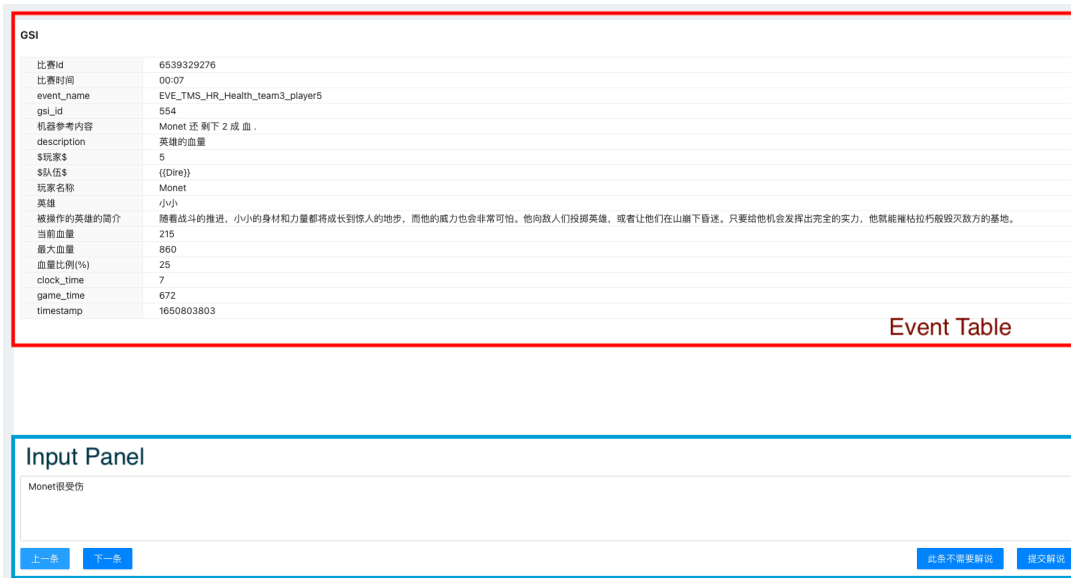 GSI
比赛Id 6539329276
比赛时间 00:07
event_name EVE_TMS_HR_Health_team3_player5
gsi_id 554
机器参考内容 Monet 还 剩下 2 成 血 .
description 英雄的血量
$玩家$ 5
$队伍$ {{Dire}}
玩家名称 Monet
英雄 小小
被操作的英雄的简介 随着战斗的推进，小小的身材和力量都将成长到惊人的地步，而他的威力也会非常可怕。他向敌人们投掷英雄，或者让他们在山崩下昏迷。只要给他机会发挥出完全的实力，他就能摧枯拉朽般毁灭敌方的基地。
当前血量 215
最大血量 860
血量比例(%) 25
clock_time 7
game_time 672
timestamp 1650803803
Event Table
Input Panel
Monet很受伤
上一条 下一条 此条不需要解说 提交解说